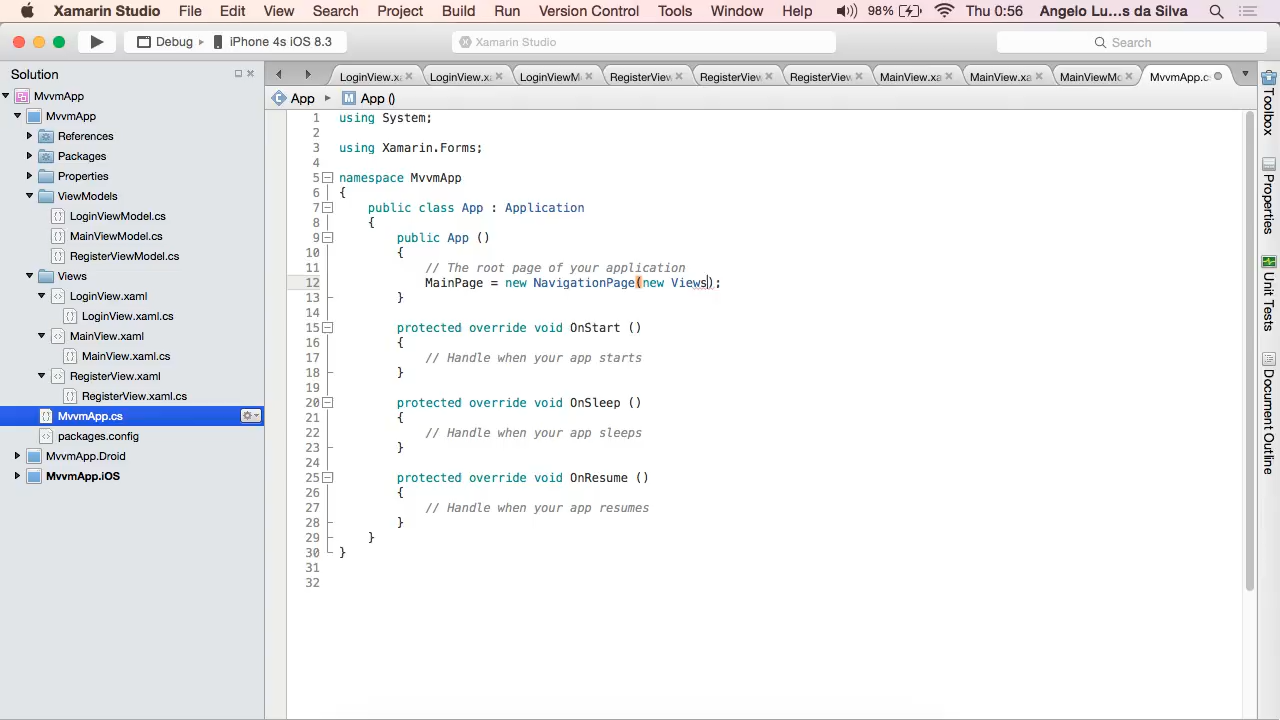 Xamarin Studio File Edit View Search Project Build Run Version Control Tools Window Help 98% Thu 0:56 Angelo Lu...s da Silva
Debug iPhone 4s iOS 8.3 Xamarin Studio Search
Solution
MvvmApp
MvvmApp
References
Packages
Properties
ViewModels
LoginViewModel.cs
MainViewModel.cs
RegisterViewModel.cs
Views
LoginView.xaml
LoginView.xaml.cs
MainView.xaml
MainView.xaml.cs
RegisterView.xaml
RegisterView.xaml.cs
MvvmApp.cs
packages.config
MvvmApp.Droid
MvvmApp.iOS
LoginView.x LoginView.x LoginViewM RegisterView RegisterView RegisterView MainView.xa MainView.xa MainViewMo MvvmApp.c
App App ()
1 using System;
2
3 using Xamarin.Forms;
4
5 namespace MvvmApp
6 {
7 public class App : Application
8 {
9 public App ()
10 {
11 // The root page of your application
12 MainPage = new NavigationPage(new Views);
13 }
14
15 protected override void OnStart ()
16 {
17 // Handle when your app starts
18 }
19
20 protected override void OnSleep ()
21 {
22 // Handle when your app sleeps
23 }
24
25 protected override void OnResume ()
26 {
27 // Handle when your app resumes
28 }
29 }
30 }
31
32
Toolbox
Properties
Unit Tests
Document Outline